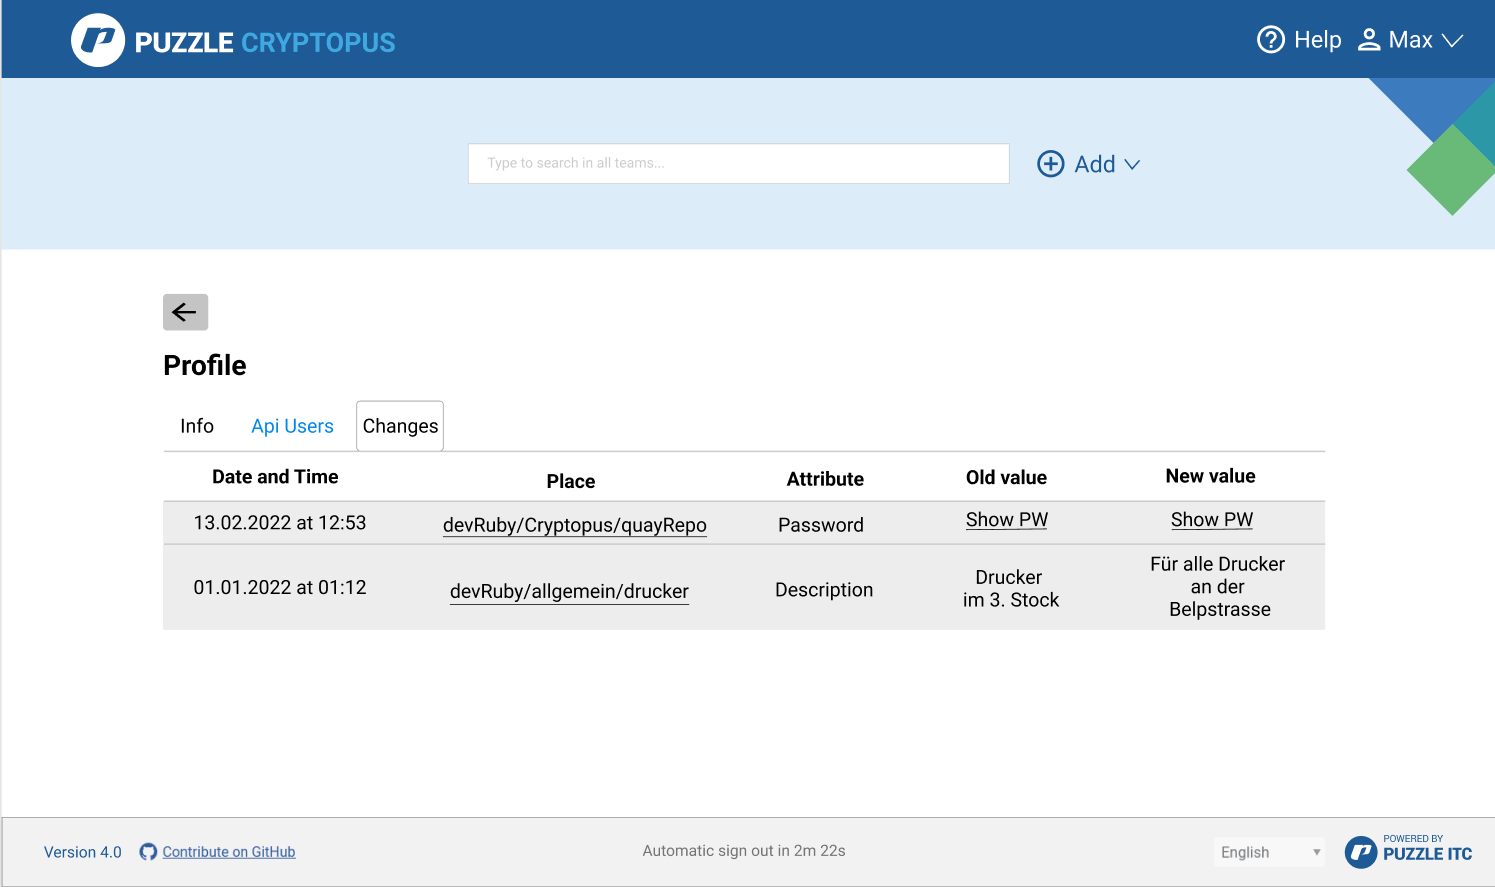 PUZZLE CRYPTOPUS
Help Max
Type to search in all teams...
Add
Profile
Info Api Users Changes
Date and Time Place Attribute Old value New value
13.02.2022 at 12:53 devRuby/Cryptopus/quayRepo Password Show PW Show PW
01.01.2022 at 01:12 devRuby/allgemein/drucker Description
Drucker
im 3. Stock
Für alle Drucker
an der
Belpstrasse
Version 4.0 Contribute on GitHub Automatic sign out in 2m 22s English
POWERED BY
PUZZLE ITC